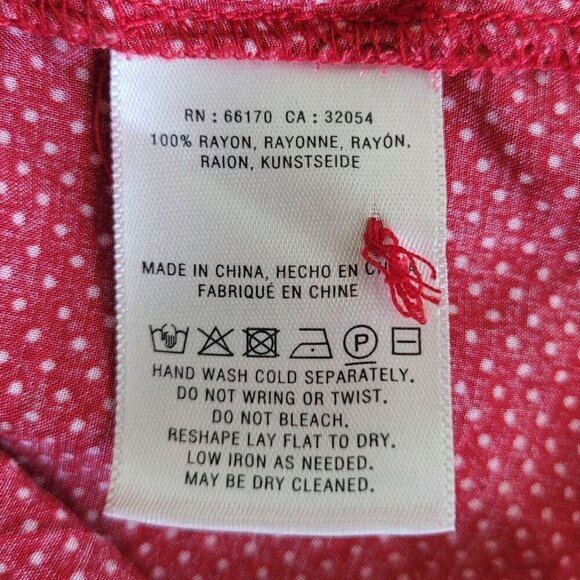 RN : 66170 CA : 32054
100% RAYON, RAYONNE, RAYÓN,
RAION, KUNSTSEIDE
MADE IN CHINA, HECHO EN
FABRIQUÉ EN CHINE
P
HAND WASH COLD SEPARATELY.
DO NOT WRING OR TWIST.
DO NOT BLEACH.
RESHAPE LAY FLAT TO DRY.
LOW IRON AS NEEDED.
MAY BE DRY CLEANED.